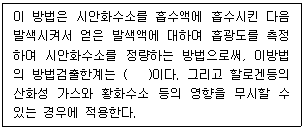 이 방법은 시안화수소를 흡수액에 흡수시킨 다음
발색시켜서 얻은 발색액에 대하여 흡광도를 측정
하여 시안화수소를 정량하는 방법으로써, 이방법
의 방법검출한계는 (   )이다. 그리고 할로겐등의
산화성 가스와 황화수소 등의 영향을 무시할 수
있는 경우에 적용한다.